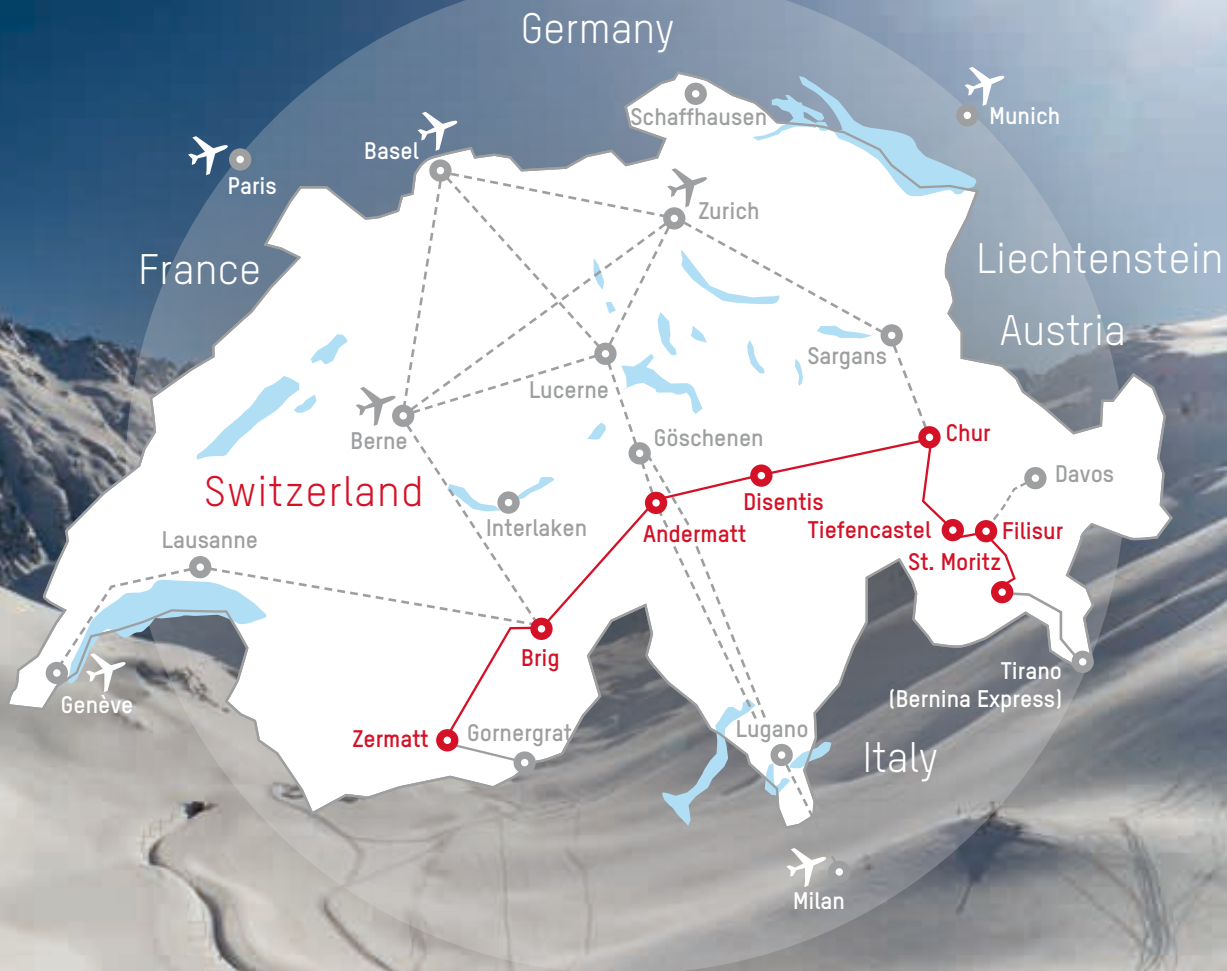 Germany
Schaffhausen
Munich
Basel
Paris
Zurich
France
Liechtenstein
Austria
Sargans
Lucerne
Berne
Göschenen
Chur
Switzerland
Davos
Disentis
Interlaken
Andermatt
Tiefencastel
Filisur
Lausanne
St. Moritz
Brig
Tirano
(Bernina Express)
Genève
Zermatt
Gornergrat
Lugano
Italy
Milan